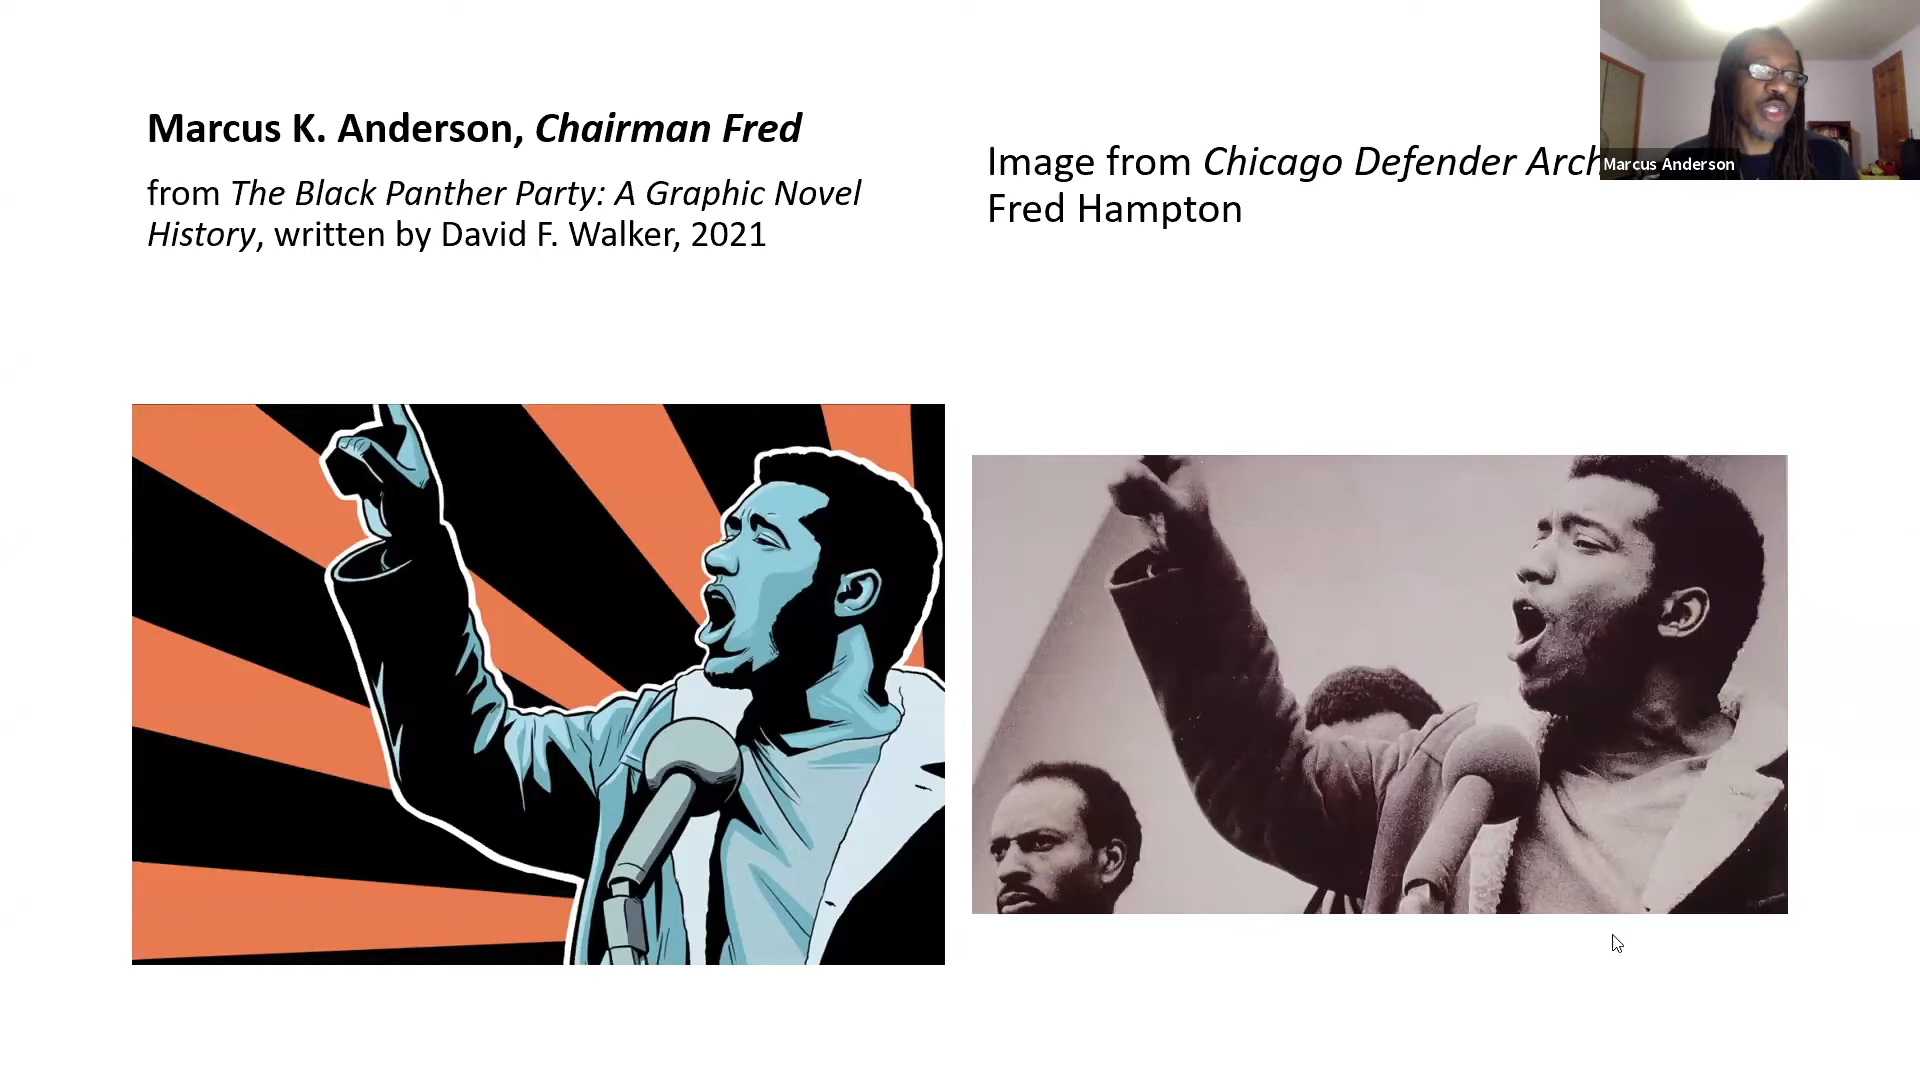 Marcus K. Anderson, Chairman Fred
from The Black Panther Party: A Graphic Novel
History, written by David F. Walker, 2021
Image from Chicago Defender Arch
Fred Hampton
Marcus Anderson